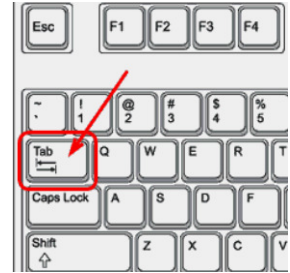 Esc F1 F2 F3 F4
~ ! @ # $ %
` 1 2 3 4 5
Tab Q W E R T
Caps Lock A S D F
Shift Z X C V